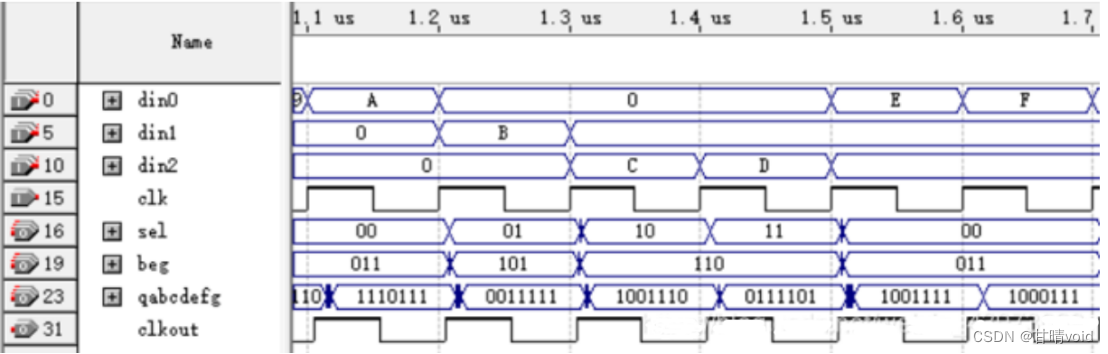 1.1 us 1.2 us 1.3 us 1.4 us 1.5 us 1.6 us 1.7
Name
0 din0 9 A 0 E F
5 din1 0 B
10 din2 0 C D
15 clk
16 sel 00 01 10 11 00
19 beg 011 101 110 011
23 qabcdefg 110 1110111 0011111 1001110 0111101 1001111 1000111
31 clkout
CSDN @甘晴void